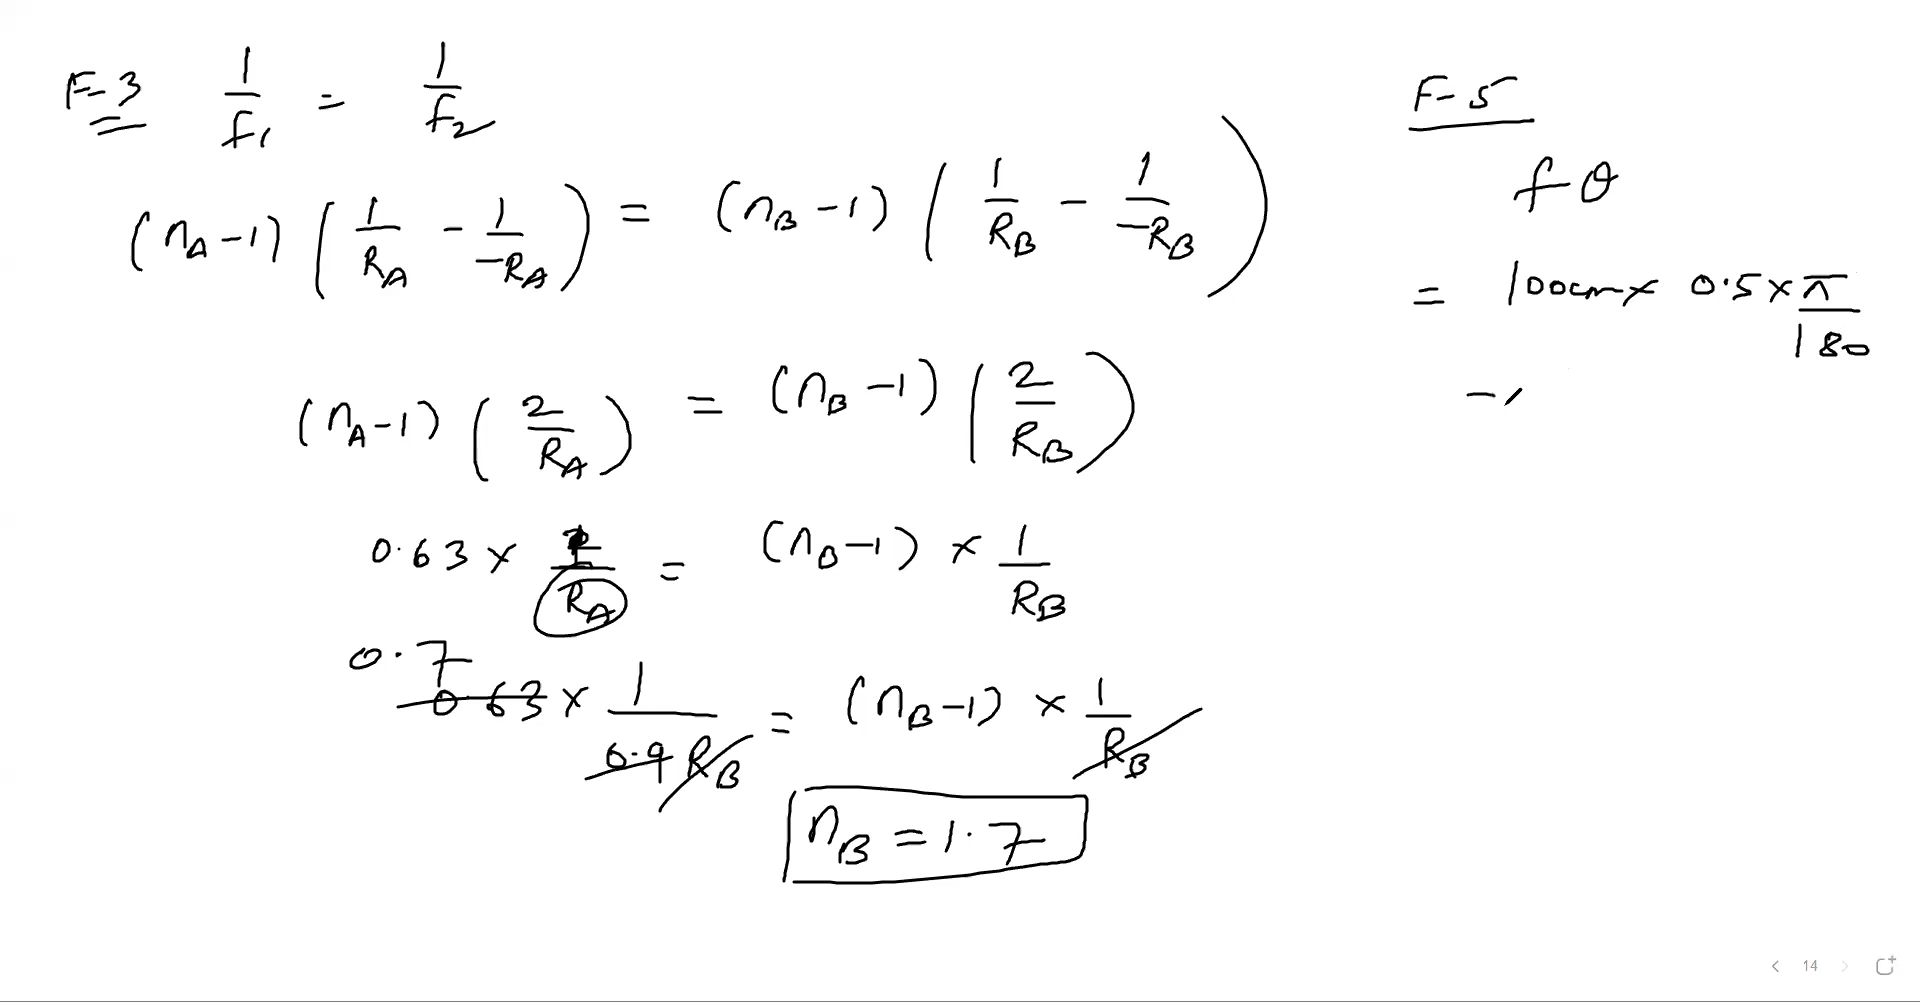 F-3 1/f₁ = 1/f₂
(n_A - 1) (1/R_A - 1/-R_A) = (n_B - 1) (1/R_B - 1/-R_B)
(n_A - 1) (2/R_A) = (n_B - 1) (2/R_B)
0.63 × /R_A = (n_B - 1) × 1/R_B
0.7
0.63 × 1/0.9 R_B = (n_B - 1) × 1/R_B
n_B = 1.7
F-5
fθ
= 100cm × 0.5 × π/180
14